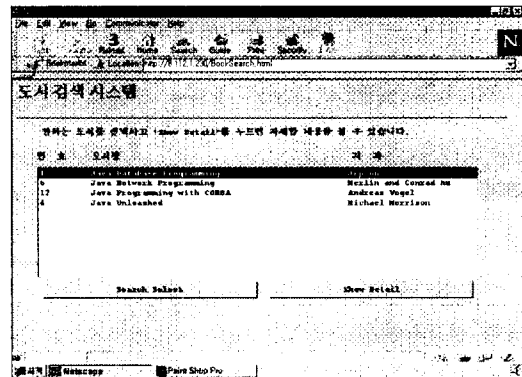 File Edit View Go Communicator Help
Reload Home Search Guide Print Security
Bookmarks Location
도서검색 시스템
원하는 도서를 선택하고 'Show Detail'을 누르면 자세한 내용을 볼 수 있습니다.
번 호 도서명 저 자
Java Database Programming
6 Java Network Programming Merlin and Conrad Hu
12 Java Programming with CORBA Andreas Vogel
4 Java Unleashed Michael Morrison
Search Select Show Detail
시작 Netscape Paint Shop Pro